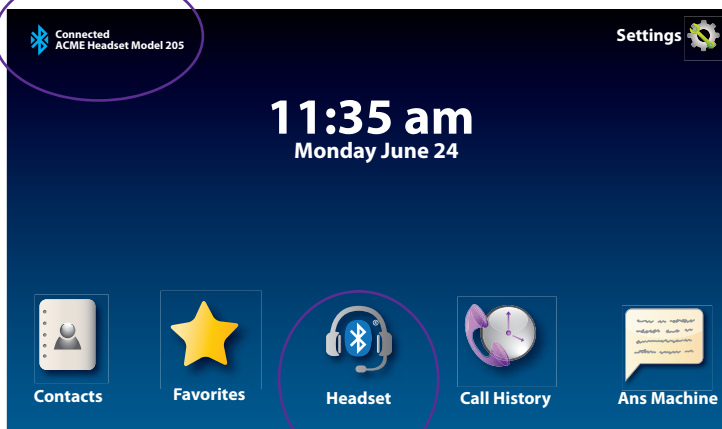 Connected
ACME Headset Model 205
Settings
11:35 am
Monday June 24
Contacts
Favorites
Headset
Call History
Ans Machine